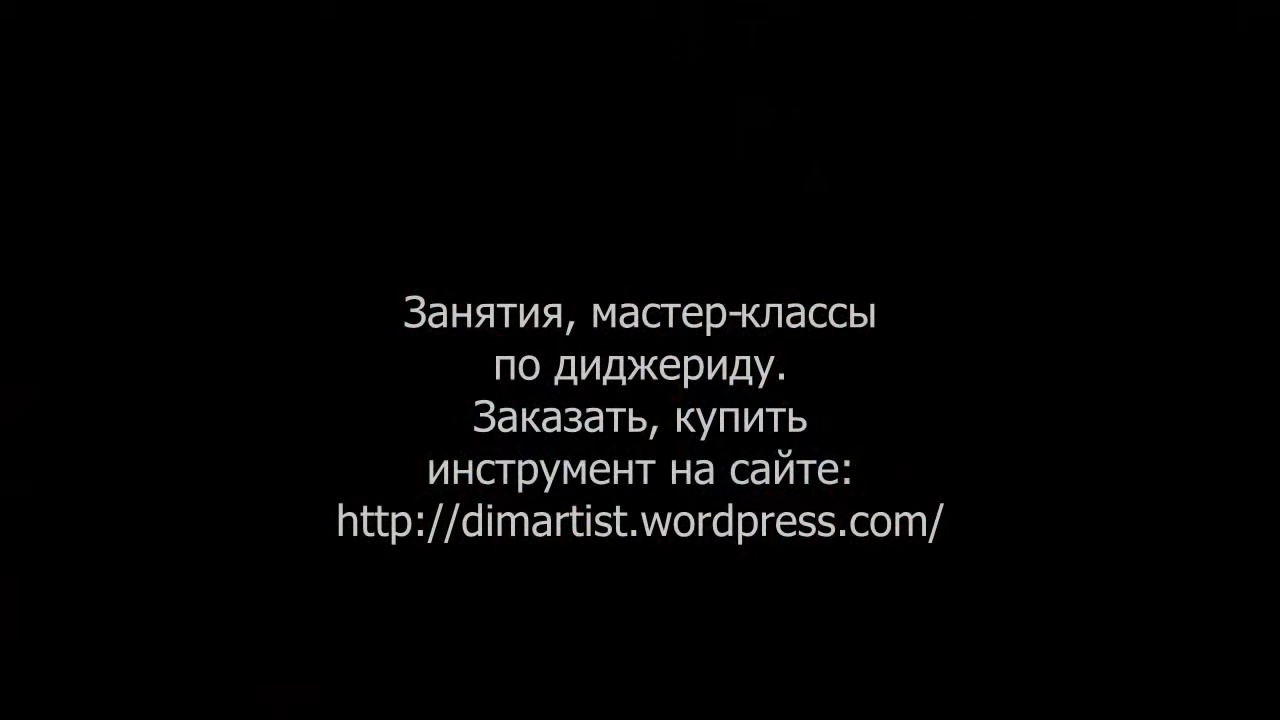 Занятия, мастер-классы
по диджериду.
Заказать, купить
инструмент на сайте:
http://dimartist.wordpress.com/